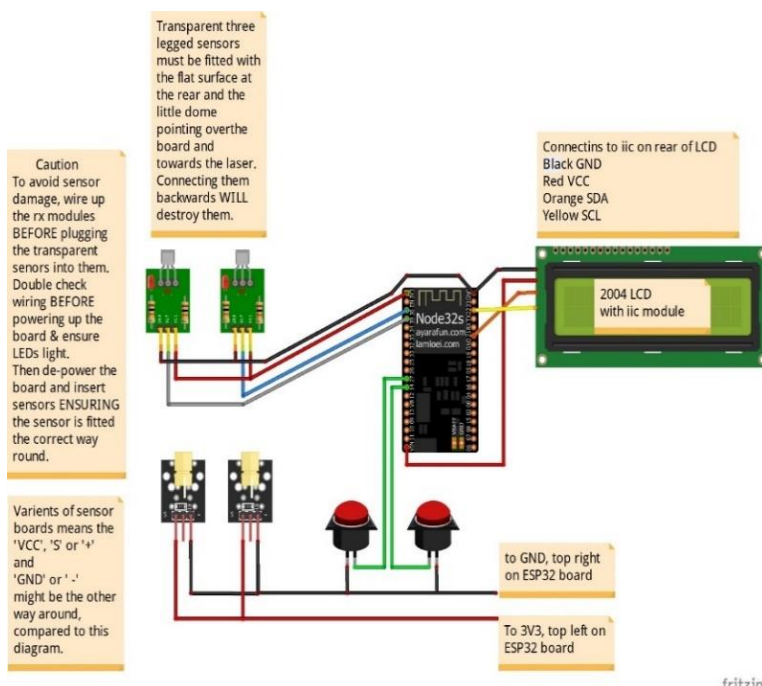 Transparent three
legged sensors
must be fitted with
the flat surface at
the rear and the
little dome
pointing overthe
board and
towards the laser.
Connecting them
backwards WILL
destroy them.
Caution
To avoid sensor
damage, wire up
the rx modules
BEFORE plugging
the transparent
senors into them.
Double check
wiring BEFORE
powering up the
board & ensure
LEDs light.
Then de-power the
board and insert
sensors ENSURING
the sensor is fitted
the correct way
round.
Connectins to iic on rear of LCD
Black GND
Red VCC
Orange SDA
Yellow SCL
2004 LCD
with iic module
Node32s
ayarafun.com
lamloei.com
Varients of sensor
boards means the
'VCC', 'S' or '+'
and
'GND' or ' -'
might be the other
way around,
compared to this
diagram.
to GND, top right
on ESP32 board
To 3V3, top left on
ESP32 board